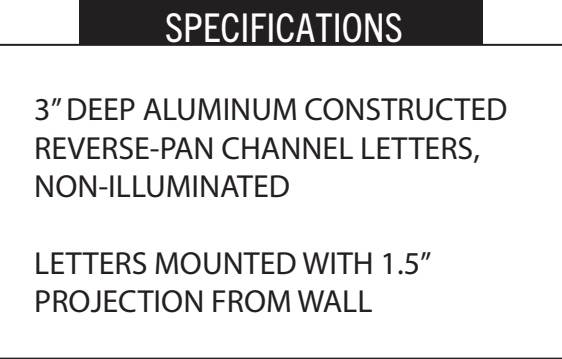 SPECIFICATIONS
3” DEEP ALUMINUM CONSTRUCTED
REVERSE-PAN CHANNEL LETTERS,
NON-ILLUMINATED
LETTERS MOUNTED WITH 1.5”
PROJECTION FROM WALL